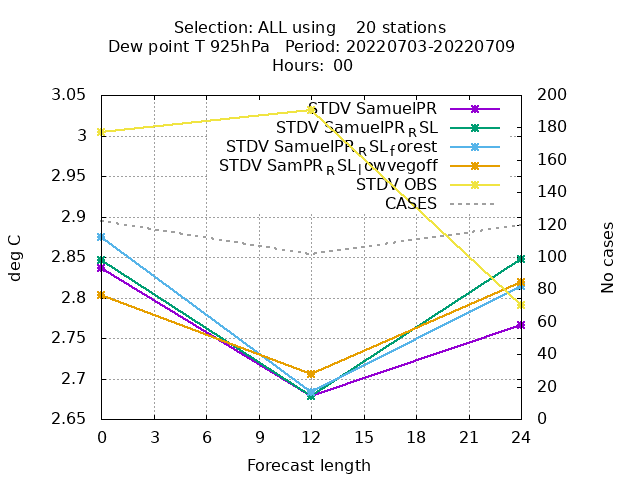 Selection: ALL using    20 stations
Dew point T 925hPa   Period: 20220703-20220709
Hours:  00
3.05
3
2.95
2.9
2.85
2.8
2.75
2.7
2.65
200
180
160
140
120
100
80
60
40
20
0
0 3 6 9 12 15 18 21 24
deg C
No cases
Forecast length
STDV SamuelPR
STDV SamuelPR_RSL
STDV SamuelPR_RSL_forest
STDV SamPR_RSL_lowvegoff
STDV OBS
CASES